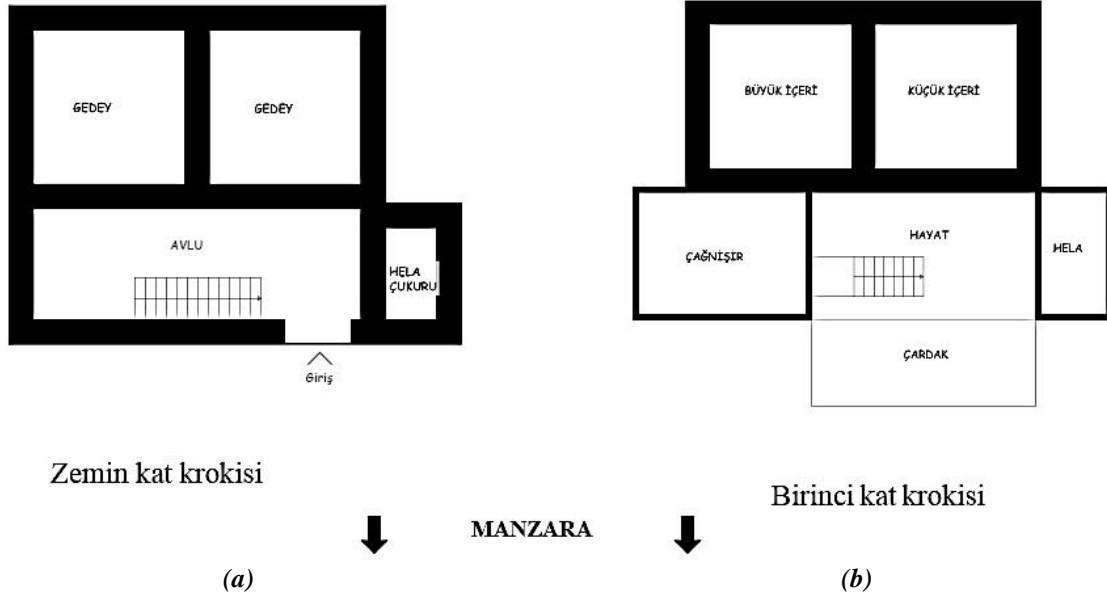 GEDEY
GEDEY
AVLU
HELA
ÇUKURU
Giriş
Zemin kat krokisi
BÜYÜK İÇERİ
KÜÇÜK İÇERİ
ÇAĞNİŞİR
HAYAT
HELA
ÇARDAK
Birinci kat krokisi
MANZARA
(a)
(b)